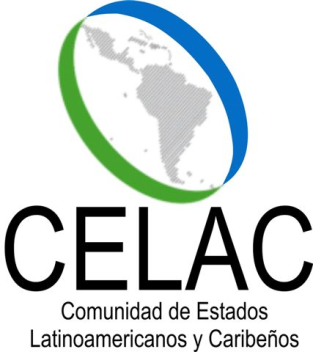 CELAC
Comunidad de Estados
Latinoamericanos y Caribeños